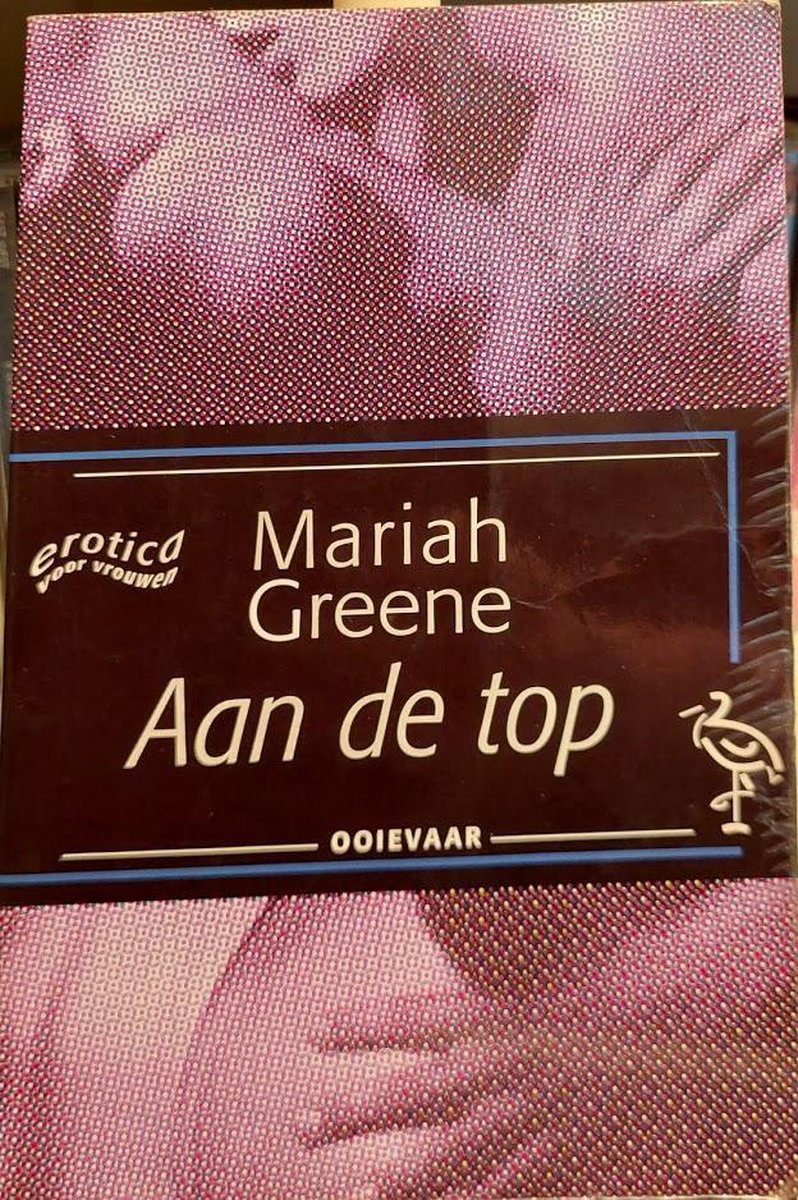 erotica
voor vrouwen
Mariah
Greene
Aan de top
OOIEVAAR